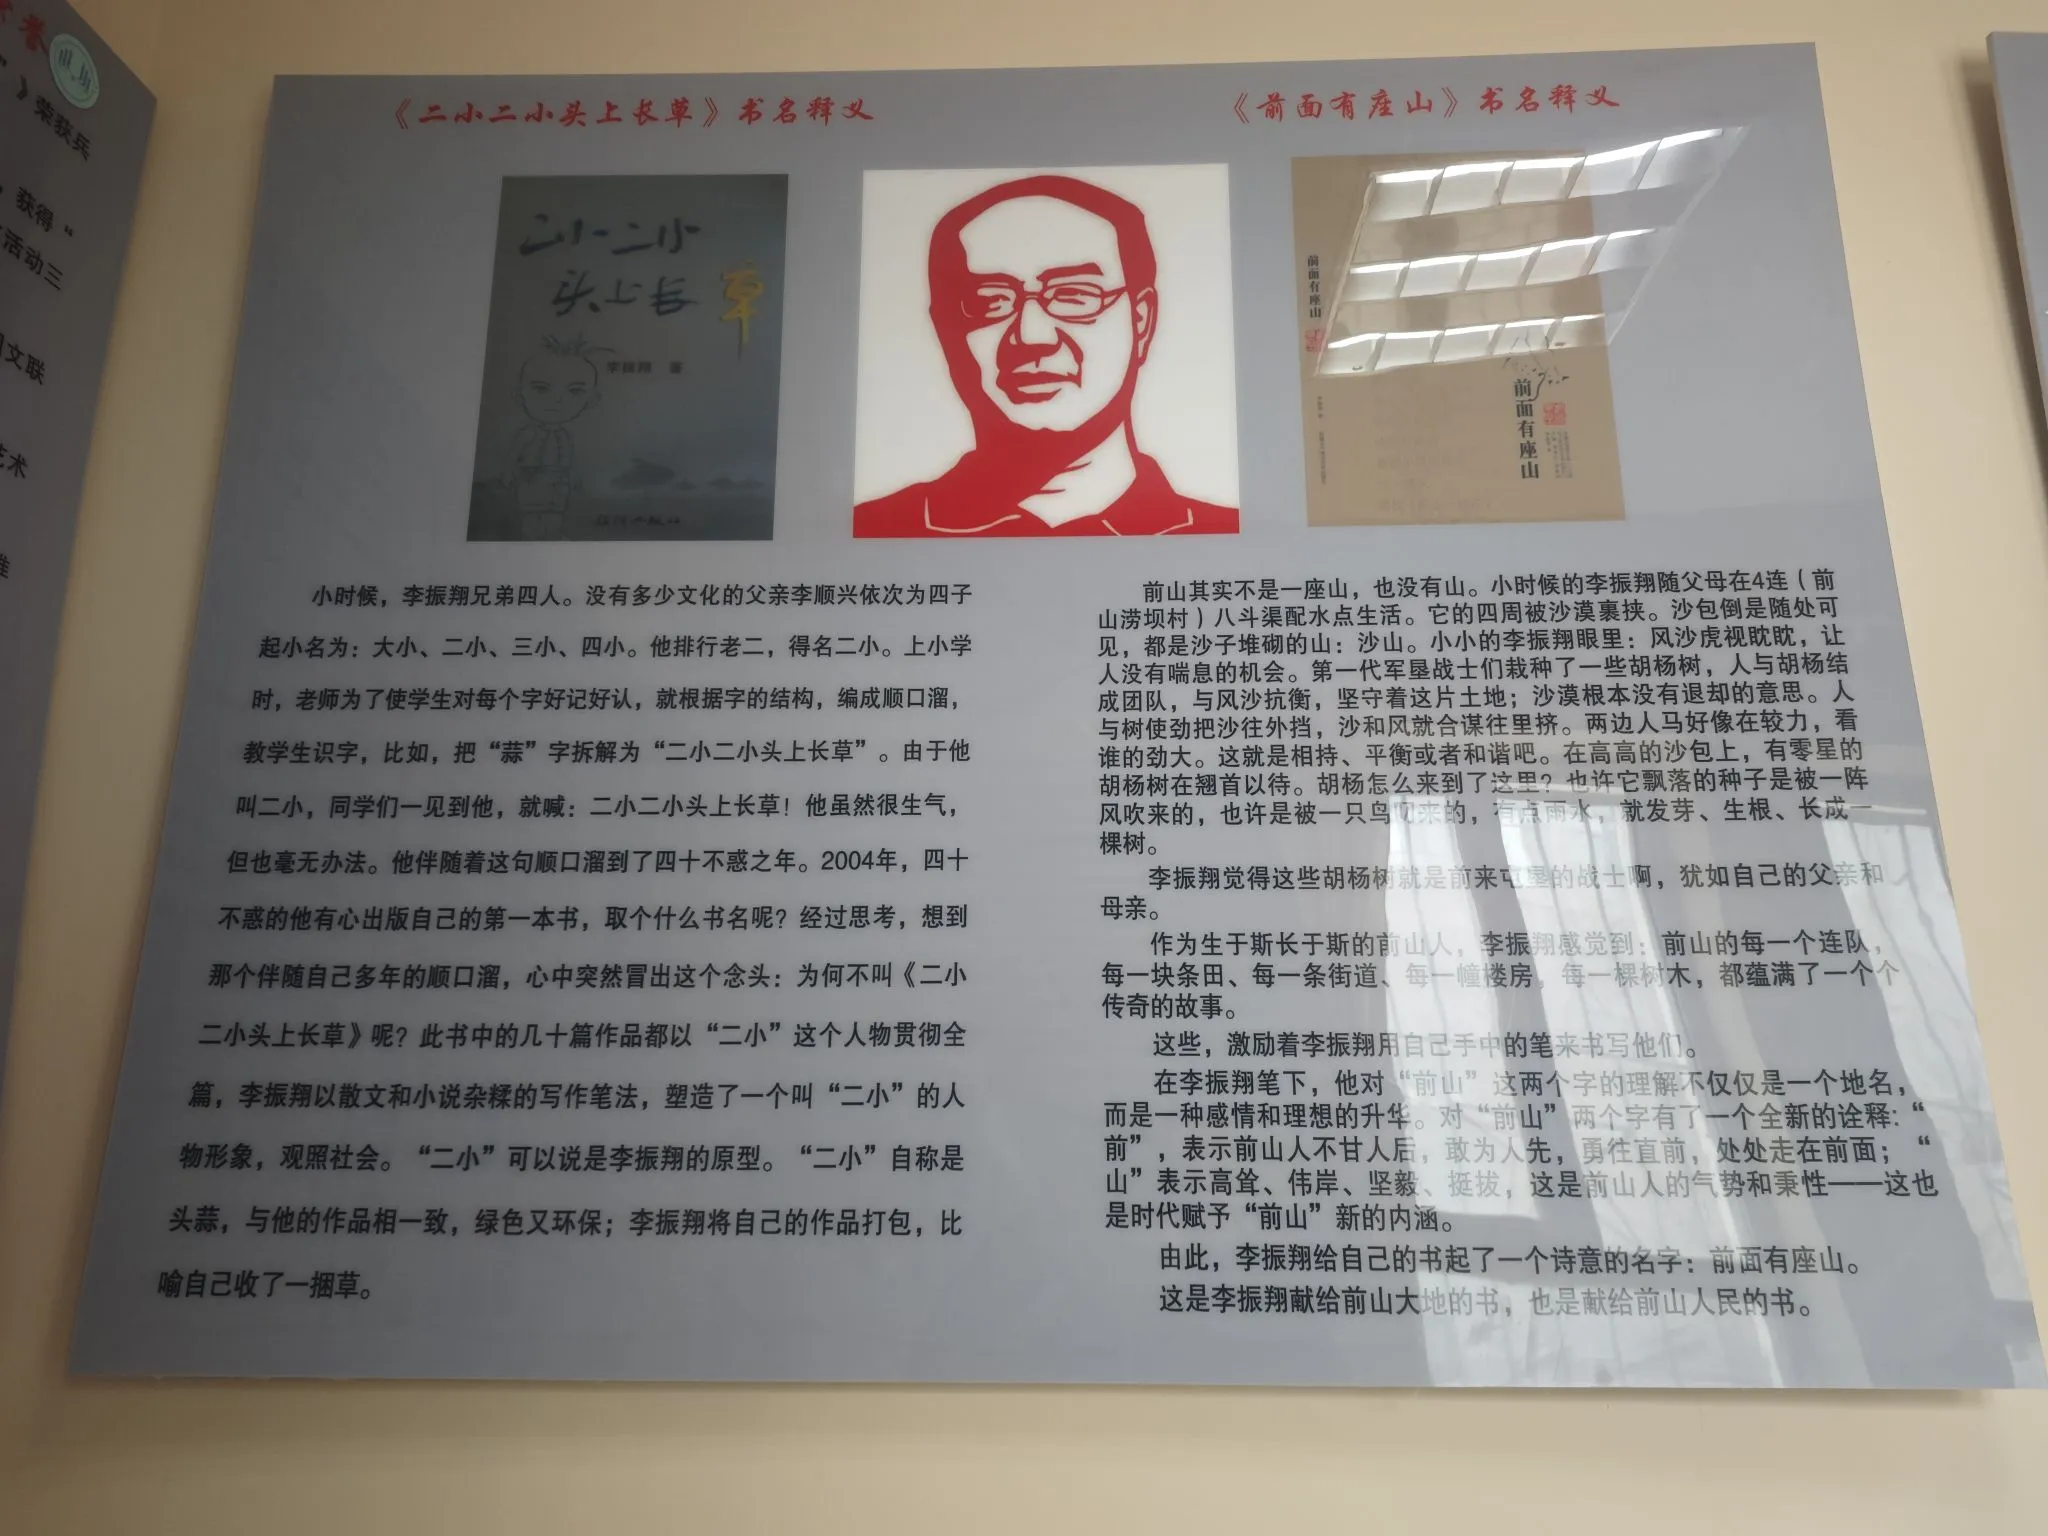 荣获兵
，获得“
活动三
文联
术
《二小二小头上长草》书名释义
二小二小
头上长草
李振翔 著
小时候，李振翔兄弟四人。没有多少文化的父亲李顺兴依次为四子
起小名为：大小、二小、三小、四小。他排行老二，得名二小。上小学
时，老师为了使学生对每个字好记好认，就根据字的结构，编成顺口溜，
教学生识字，比如，把“蒜”字拆解为“二小二小头上长草”。由于他
叫二小，同学们一见到他，就喊：二小二小头上长草！他虽然很生气，
但也毫无办法。他伴随着这句顺口溜到了四十不惑之年。2004年，四十
不惑的他有心出版自己的第一本书，取个什么书名呢？经过思考，想到
那个伴随自己多年的顺口溜，心中突然冒出这个念头：为何不叫《二小
二小头上长草》呢？此书中的几十篇作品都以“二小”这个人物贯彻全
篇，李振翔以散文和小说杂糅的写作笔法，塑造了一个叫“二小”的人
物形象，观照社会。“二小”可以说是李振翔的原型。“二小”自称是
头蒜，与他的作品相一致，绿色又环保；李振翔将自己的作品打包，比
喻自己收了一捆草。
《前面有座山》书名释义
前面有座山
前面有座山
前山其实不是一座山，也没有山。小时候的李振翔随父母在4连（前
山涝坝村）八斗渠配水点生活。它的四周被沙漠裹挟。沙包倒是随处可
见，都是沙子堆砌的山：沙山。小小的李振翔眼里：风沙虎视眈眈，让
人没有喘息的机会。第一代军垦战士们栽种了一些胡杨树，人与胡杨结
成团队，与风沙抗衡，坚守着这片土地；沙漠根本没有退却的意思。人
与树使劲把沙往外挡，沙和风就合谋往里挤。两边人马好像在较力，看
谁的劲大。这就是相持、平衡或者和谐吧。在高高的沙包上，有零星的
胡杨树在翘首以待。胡杨怎么来到了这里？也许它飘落的种子是被一阵
风吹来的，也许是被一只鸟叼来的，有点雨水，就发芽、生根、长成一
棵树。
李振翔觉得这些胡杨树就是前来屯垦的战士啊，犹如自己的父亲和
母亲。
作为生于斯长于斯的前山人，李振翔感觉到：前山的每一个连队，
每一块条田、每一条街道、每一幢楼房，每一棵树木，都蕴满了一个个
传奇的故事。
这些，激励着李振翔用自己手中的笔来书写他们。
在李振翔笔下，他对“前山”这两个字的理解不仅仅是一个地名，
而是一种感情和理想的升华。对“前山”两个字有了一个全新的诠释：“
前”，表示前山人不甘人后，敢为人先，勇往直前，处处走在前面；“
山”表示高耸、伟岸、坚毅、挺拔，这是前山人的气势和秉性——这也
是时代赋予“前山”新的内涵。
由此，李振翔给自己的书起了一个诗意的名字：前面有座山。
这是李振翔献给前山大地的书，也是献给前山人民的书。